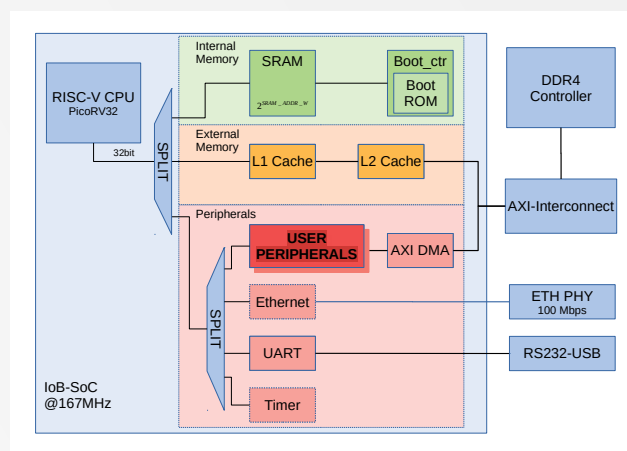 Internal
Memory
SRAM
2^SRAM_ADDR_W
Boot_ctr
Boot
ROM
RISC-V CPU
PicoRV32
32bit
SPLIT
External
Memory
L1 Cache
L2 Cache
DDR4
Controller
AXI-Interconnect
Peripherals
USER
PERIPHERALS
AXI DMA
SPLIT
Ethernet
ETH PHY
100 Mbps
UART
RS232-USB
Timer
IoB-SoC
@167MHz